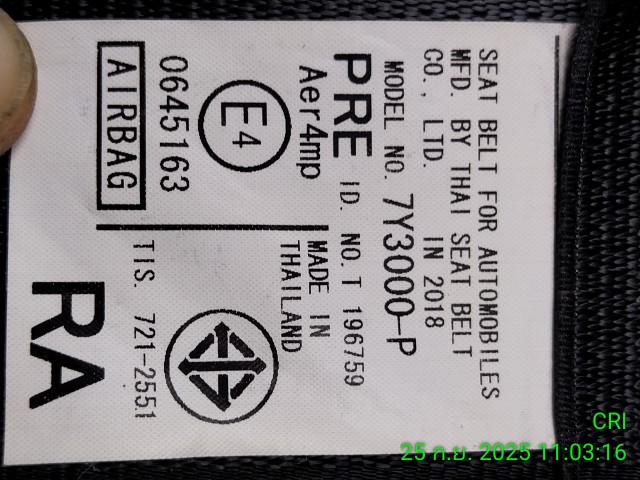 SEAT BELT FOR AUTOMOBILES
MFD. BY THAI SEAT BELT
CO., LTD. IN 2018
MODEL NO. 7Y3000-P
PRE ID. NO. T 196759
Aer4mp
E4
0645163
AIRBAG
MADE IN
THAILAND
TIS. 721-2551
RA
CRI
25 ก.ย. 2025 11:03:16